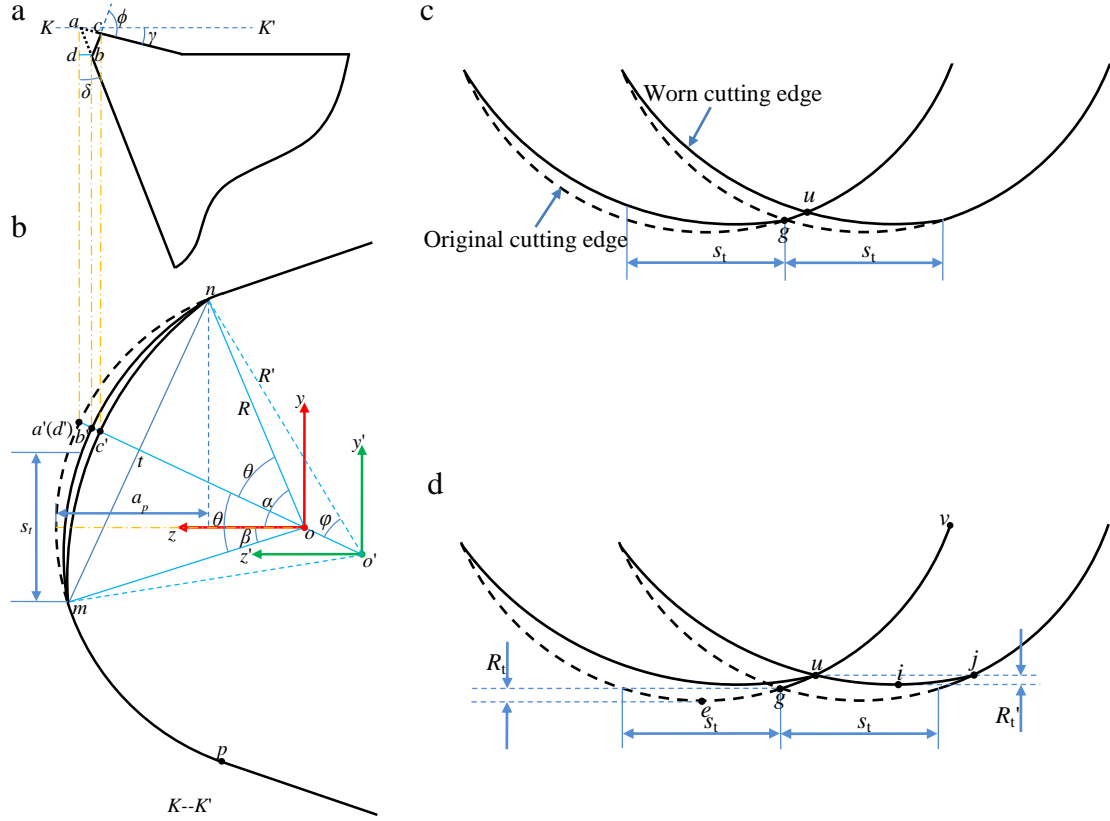 a
K a c ϕ K'
γ
d b
δ
b
n
R'
R
y
a'(d') b' c'
y'
t
θ
a_p
α
s_t
θ
φ
z
β
o
z'
o'
m
p
K--K'
c
Worn cutting edge
u
Original cutting edge
g
s_t s_t
d
v
R_t
u i j
g
e
s_t s_t
R_t'